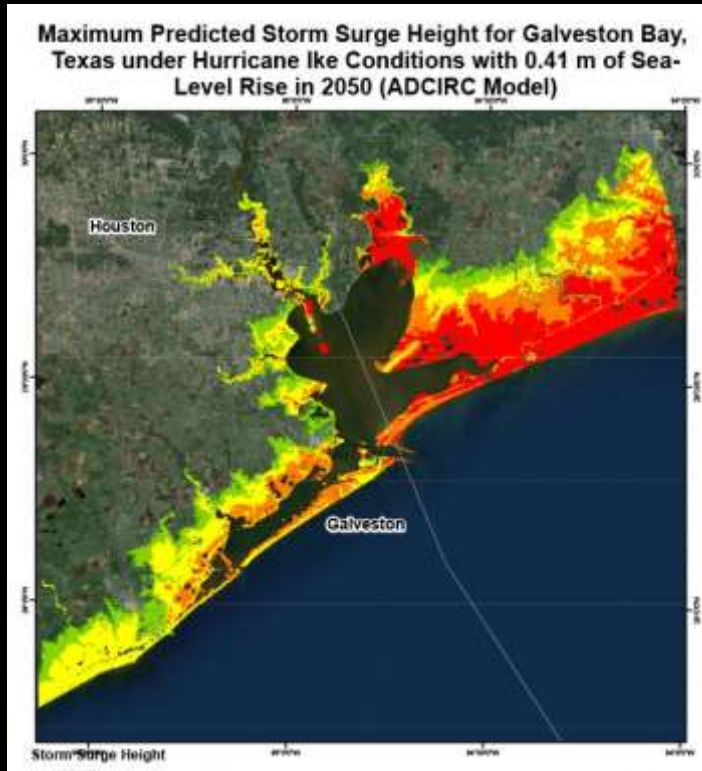 Maximum Predicted Storm Surge Height for Galveston Bay,
Texas under Hurricane Ike Conditions with 0.41 m of Sea-
Level Rise in 2050 (ADCIRC Model)
Houston
Galveston
Storm Surge Height